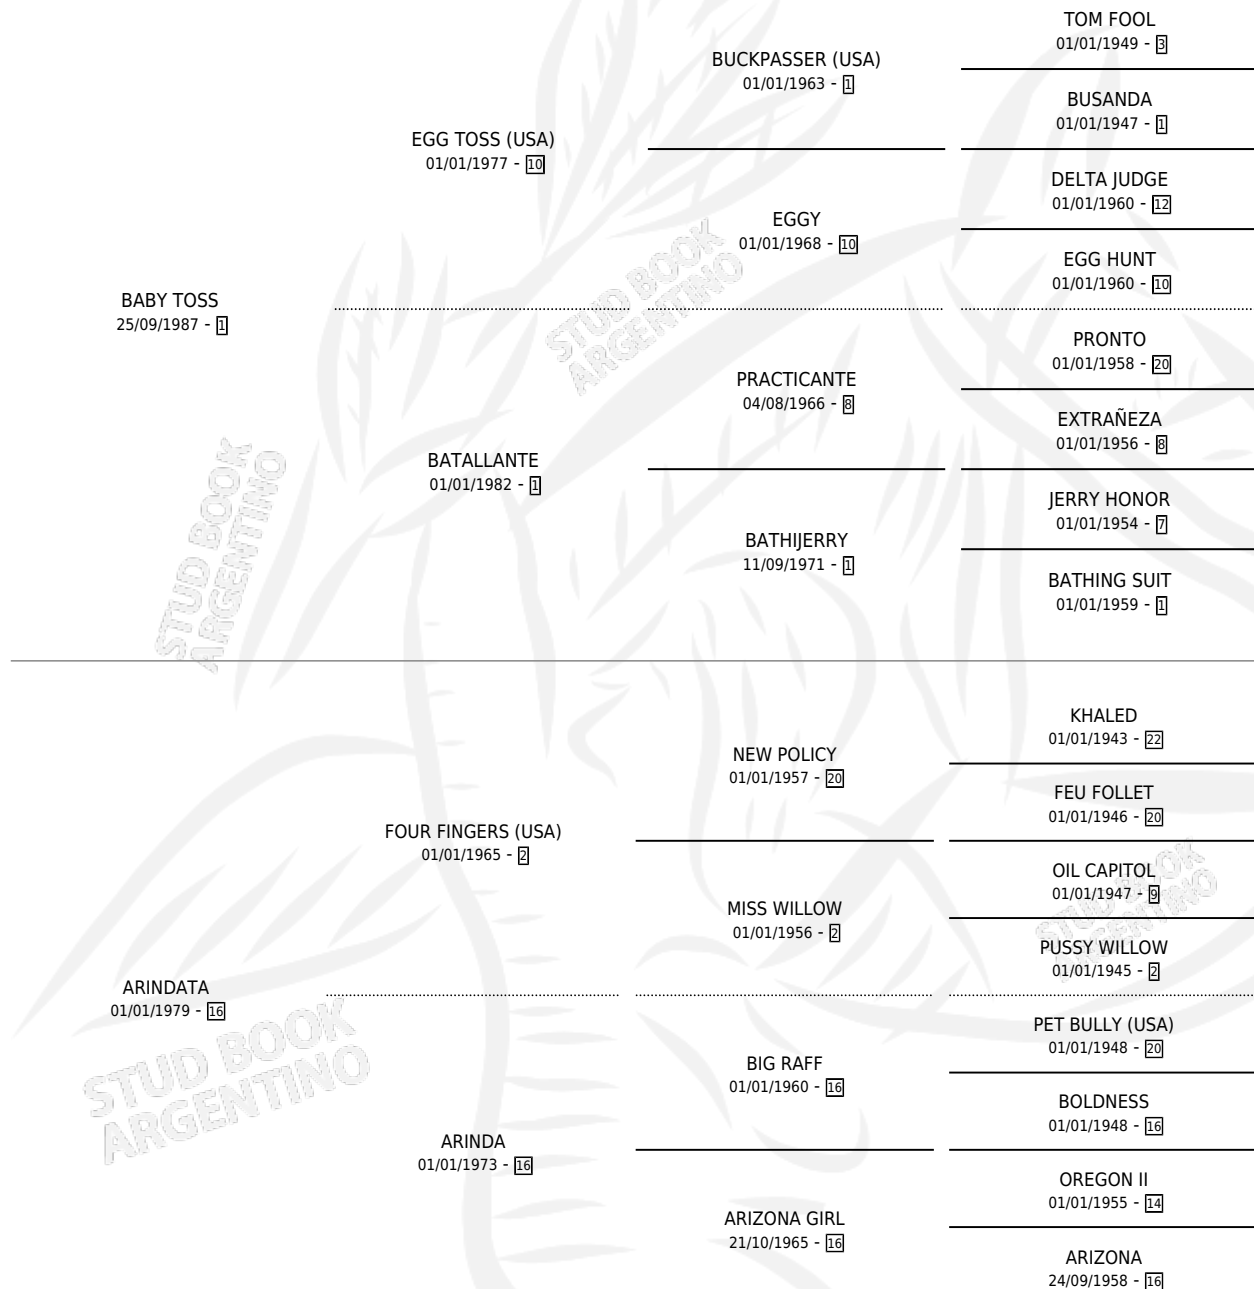 TOM FOOL
01/01/1949 - 3
BUCKPASSER (USA)
01/01/1963 - 1
BUSANDA
01/01/1947 - 1
EGG TOSS (USA)
01/01/1977 - 10
DELTA JUDGE
01/01/1960 - 12
EGGY
01/01/1968 - 10
EGG HUNT
01/01/1960 - 10
BABY TOSS
25/09/1987 - 1
PRONTO
01/01/1958 - 20
PRACTICANTE
04/08/1966 - 8
EXTRAÑEZA
01/01/1956 - 8
BATALLANTE
01/01/1982 - 1
JERRY HONOR
01/01/1954 - 7
BATHIJERRY
11/09/1971 - 1
BATHING SUIT
01/01/1959 - 1
KHALED
01/01/1943 - 22
NEW POLICY
01/01/1957 - 20
FEU FOLLET
01/01/1946 - 20
FOUR FINGERS (USA)
01/01/1965 - 2
OIL CAPITOL
01/01/1947 - 9
MISS WILLOW
01/01/1956 - 2
PUSSY WILLOW
01/01/1945 - 2
ARINDATA
01/01/1979 - 16
PET BULLY (USA)
01/01/1948 - 20
BIG RAFF
01/01/1960 - 16
BOLDNESS
01/01/1948 - 16
ARINDA
01/01/1973 - 16
OREGON II
01/01/1955 - 14
ARIZONA GIRL
21/10/1965 - 16
ARIZONA
24/09/1958 - 16
STUD BOOK
ARGENTINO
STUD BOOK
ARGENTINO
STUD BOOK
ARGENTINO
STUD BOOK
ARGENTINO